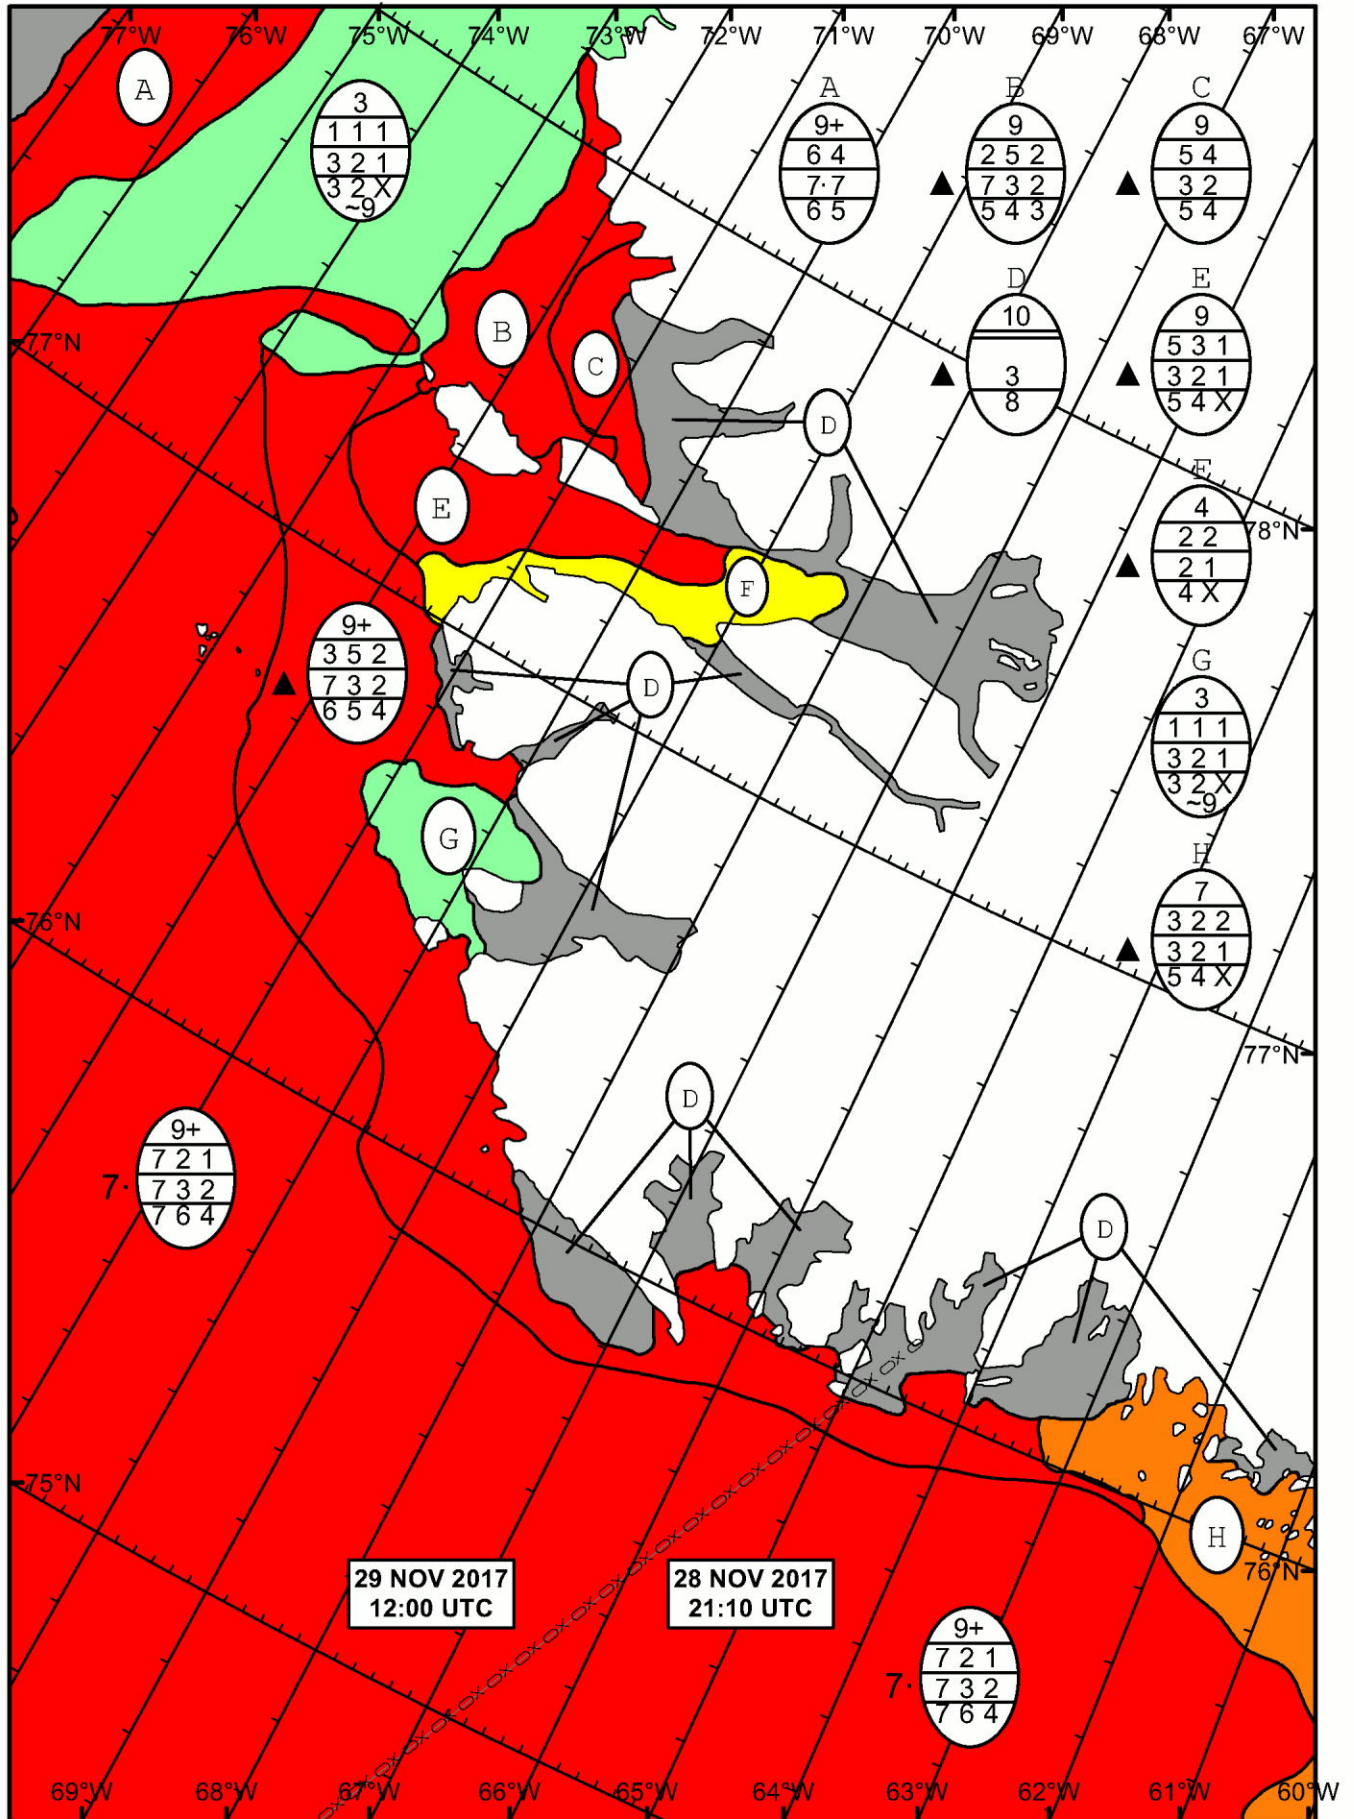 77°W 76°W 75°W 74°W 73°W 72°W 71°W 70°W 69°W 68°W 67°W
A
3
1 1 1
3 2 1
3 2 X
~9
A
9+
6 4
7· 7
6 5
B
9
2 5 2
7 3 2
5 4 3
C
9
5 4
3 2
5 4
D
10
3
8
E
9
5 3 1
3 2 1
5 4 X
77°N
B
C
D
E
F
4
2 2
2 1
4 X
78°N
F
9+
3 5 2
7 3 2
6 5 4
D
G
3
1 1 1
3 2 1
3 2 X
~9
G
H
7
3 2 2
3 2 1
5 4 X
76°N
77°N
D
9+
7 2 1
7· 7 3 2
7 6 4
D
75°N
H
76°N
29 NOV 2017
12:00 UTC
28 NOV 2017
21:10 UTC
9+
7 2 1
7· 7 3 2
7 6 4
69°W 68°W 67°W 66°W 65°W 64°W 63°W 62°W 61°W 60°W